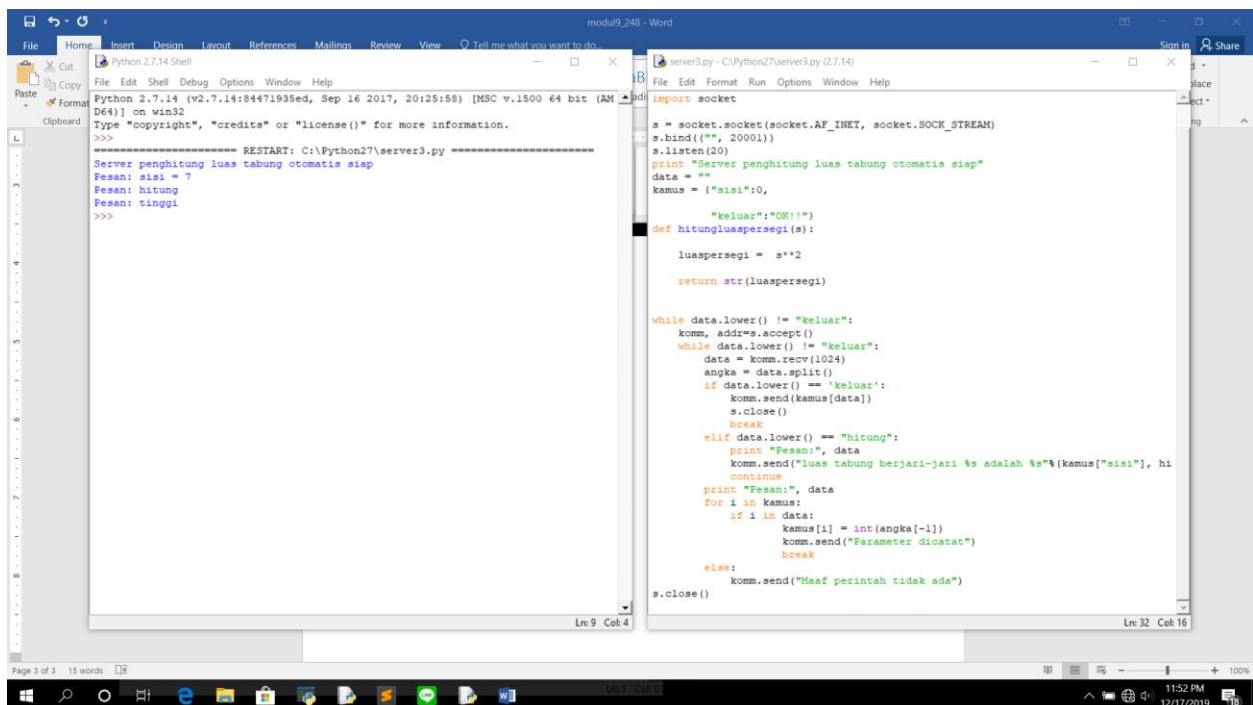 modul9_248 - Word
File Home Insert Design Layout References Mailings Review View Tell me what you want to do... Sign in Share
Cut
Copy
Format
Paste
Clipboard
Python 2.7.14 Shell
File Edit Shell Debug Options Window Help
Python 2.7.14 (v2.7.14:84471935ed, Sep 16 2017, 20:25:58) [MSC v.1500 64 bit (AM
D64)] on win32
Type "copyright", "credits" or "license()" for more information.
>>>
====================== RESTART: C:\Python27\server3.py ======================
Server penghitung luas tabung otomatis siap
Pesan: sisi = 7
Pesan: hitung
Pesan: tinggi
>>>
Ln: 9 Col: 4
server3.py - C:\Python27\server3.py (2.7.14)
File Edit Format Run Options Window Help
import socket
s = socket.socket(socket.AF_INET, socket.SOCK_STREAM)
s.bind(("", 20001))
s.listen(20)
print "Server penghitung luas tabung otomatis siap"
data = ""
kamus = {"sisi":0,
"keluar":"OK!!"}
def hitungluaspersegi(s):
luaspersegi = s**2
return str(luaspersegi)
while data.lower() != "keluar":
komm, addr=s.accept()
while data.lower() != "keluar":
data = komm.recv(1024)
angka = data.split()
if data.lower() == 'keluar':
komm.send(kamus[data])
s.close()
break
elif data.lower() == "hitung":
print "Pesan:", data
komm.send("luas tabung berjari-jari %s adalah %s"%(kamus["sisi"], hi
continue
print "Pesan:", data
for i in kamus:
if i in data:
kamus[i] = int(angka[-1])
komm.send("Parameter dicatat")
break
else:
komm.send("Maaf perintah tidak ada")
s.close()
Ln: 32 Col: 16
Page 3 of 3 15 words
100%
11:52 PM
12/17/2019
18